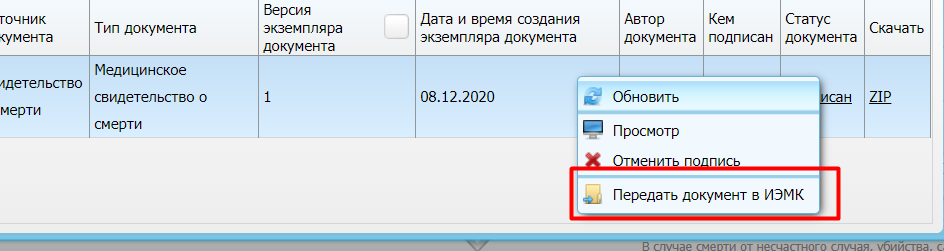 точник
кумента
Тип документа
Версия
экземпляра
документа
Дата и время создания
экземпляра документа
Автор
документа
Кем
подписан
Статус
документа
Скачать
идетельство
мерти
Медицинское
свидетельство о
смерти
1
08.12.2020
исан
ZIP
Обновить
Просмотр
Отменить подпись
Передать документ в ИЭМК
В случае смерти от несчастного случая, убийства, с